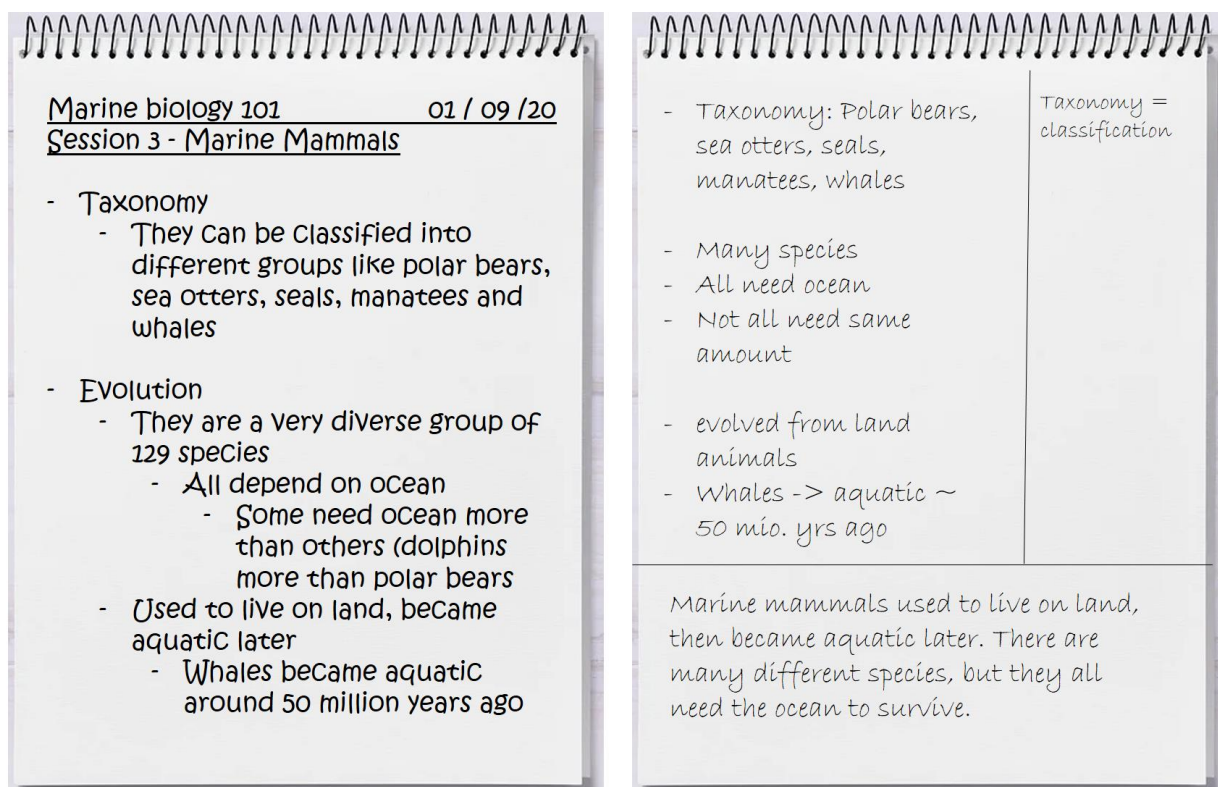 Marine biology 101 01 / 09 /20
Session 3 - Marine Mammals
- Taxonomy
- They can be classified into
different groups like polar bears,
sea otters, seals, manatees and
whales
- Evolution
- They are a very diverse group of
129 species
- All depend on ocean
- Some need ocean more
than others (dolphins
more than polar bears
- Used to live on land, became
aquatic later
- Whales became aquatic
around 50 million years ago
- Taxonomy: Polar bears,
sea otters, seals,
manatees, whales
- Many species
- All need ocean
- Not all need same
amount
- evolved from land
animals
- Whales -> aquatic ~
50 mio. yrs ago
Taxonomy =
classification
Marine mammals used to live on land,
then became aquatic later. There are
many different species, but they all
need the ocean to survive.